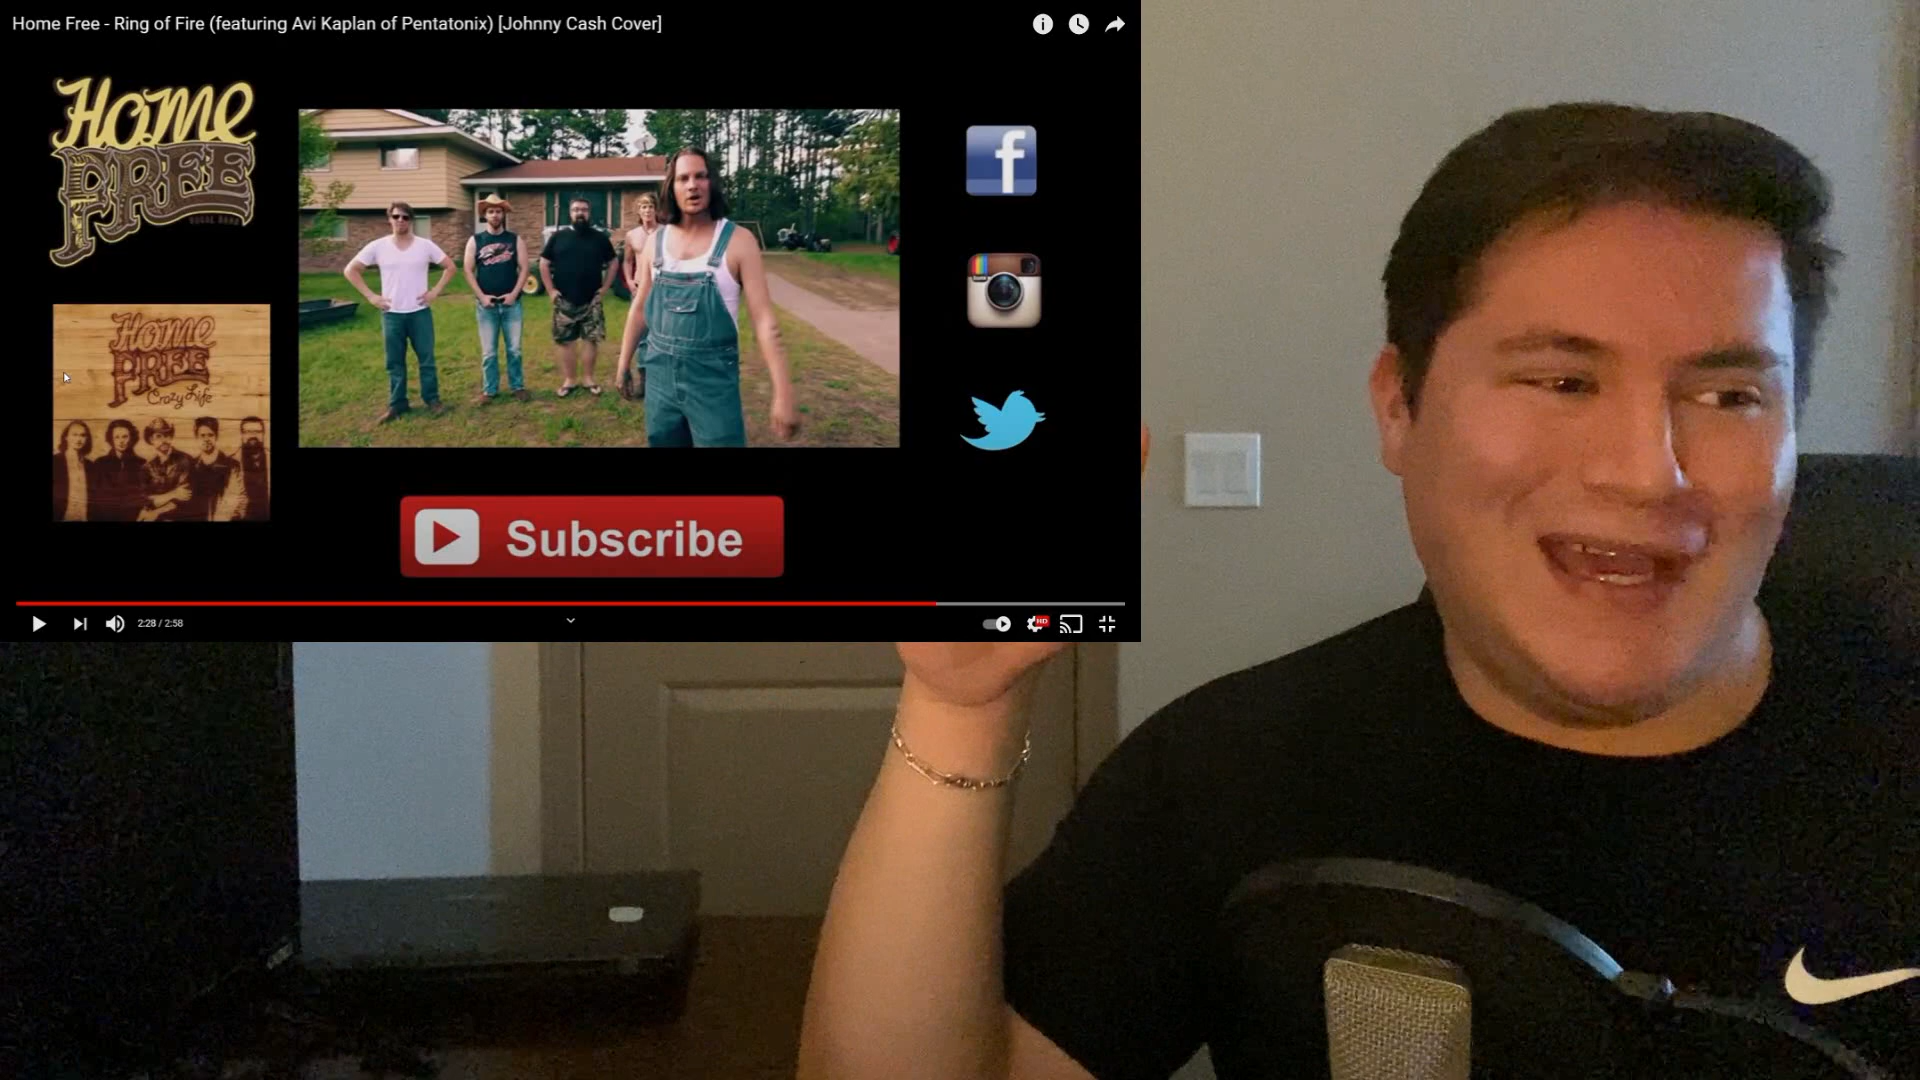 Home Free - Ring of Fire (featuring Avi Kaplan of Pentatonix) [Johnny Cash Cover]
HOME
FREE
HOME
FREE
Crazy Life
f
Subscribe
HD
2:28 / 2:58